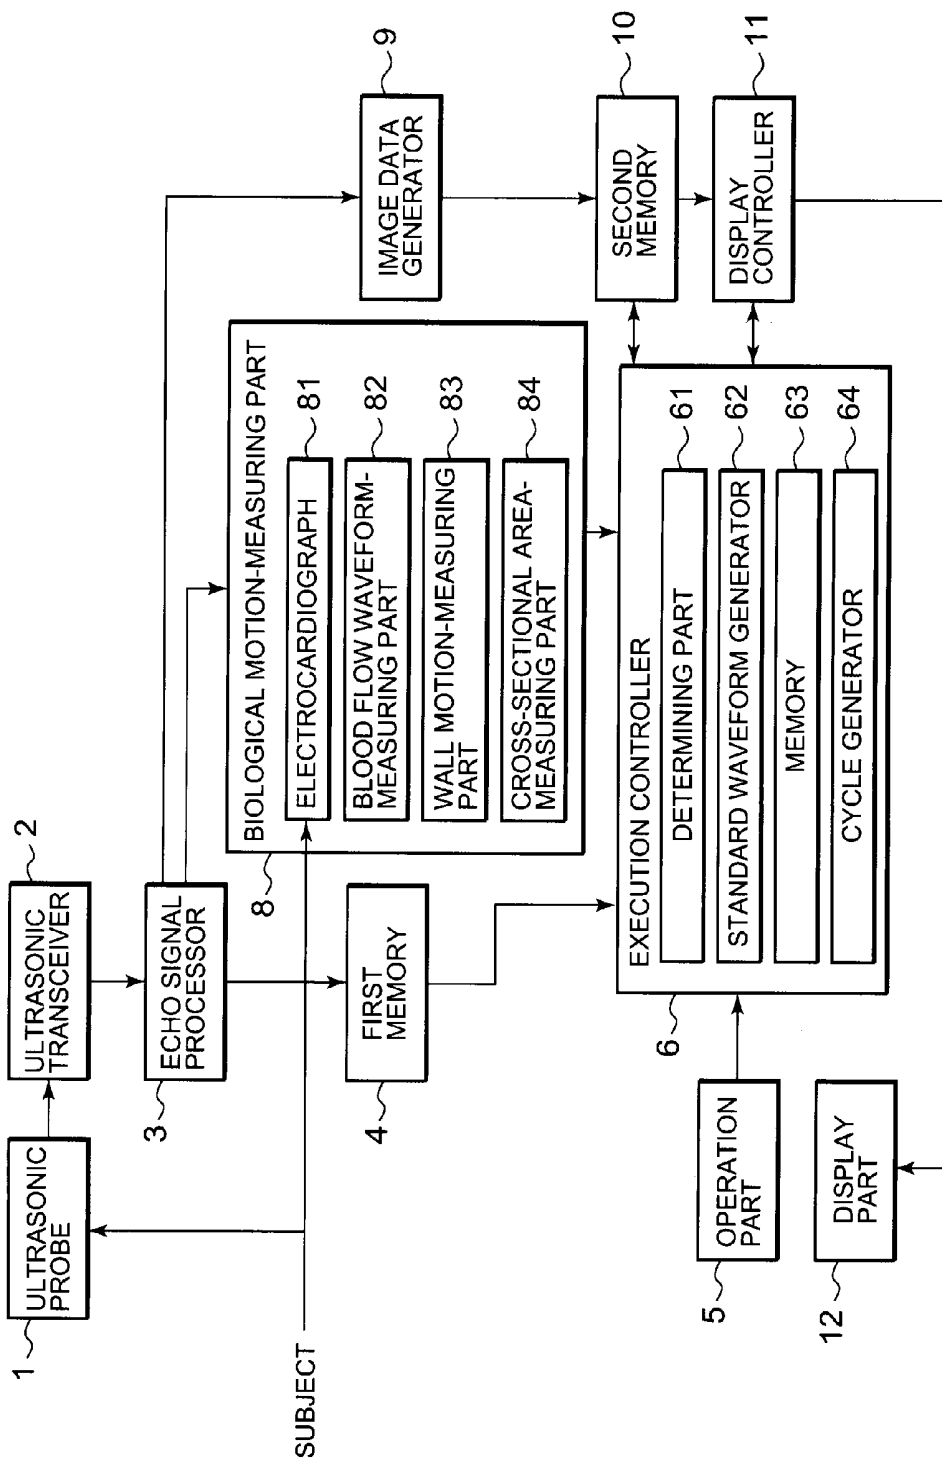 SUBJECT
1
ULTRASONIC
PROBE
2
ULTRASONIC
TRANSCEIVER
3
ECHO SIGNAL
PROCESSOR
4
FIRST
MEMORY
8
BIOLOGICAL MOTION-MEASURING PART
ELECTROCARDIOGRAPH
81
BLOOD FLOW WAVEFORM-
MEASURING PART
82
WALL MOTION-MEASURING
PART
83
CROSS-SECTIONAL AREA-
MEASURING PART
84
9
IMAGE DATA
GENERATOR
10
SECOND
MEMORY
11
DISPLAY
CONTROLLER
6
EXECUTION CONTROLLER
DETERMINING PART
61
STANDARD WAVEFORM GENERATOR
62
MEMORY
63
CYCLE GENERATOR
64
5
OPERATION
PART
12
DISPLAY
PART